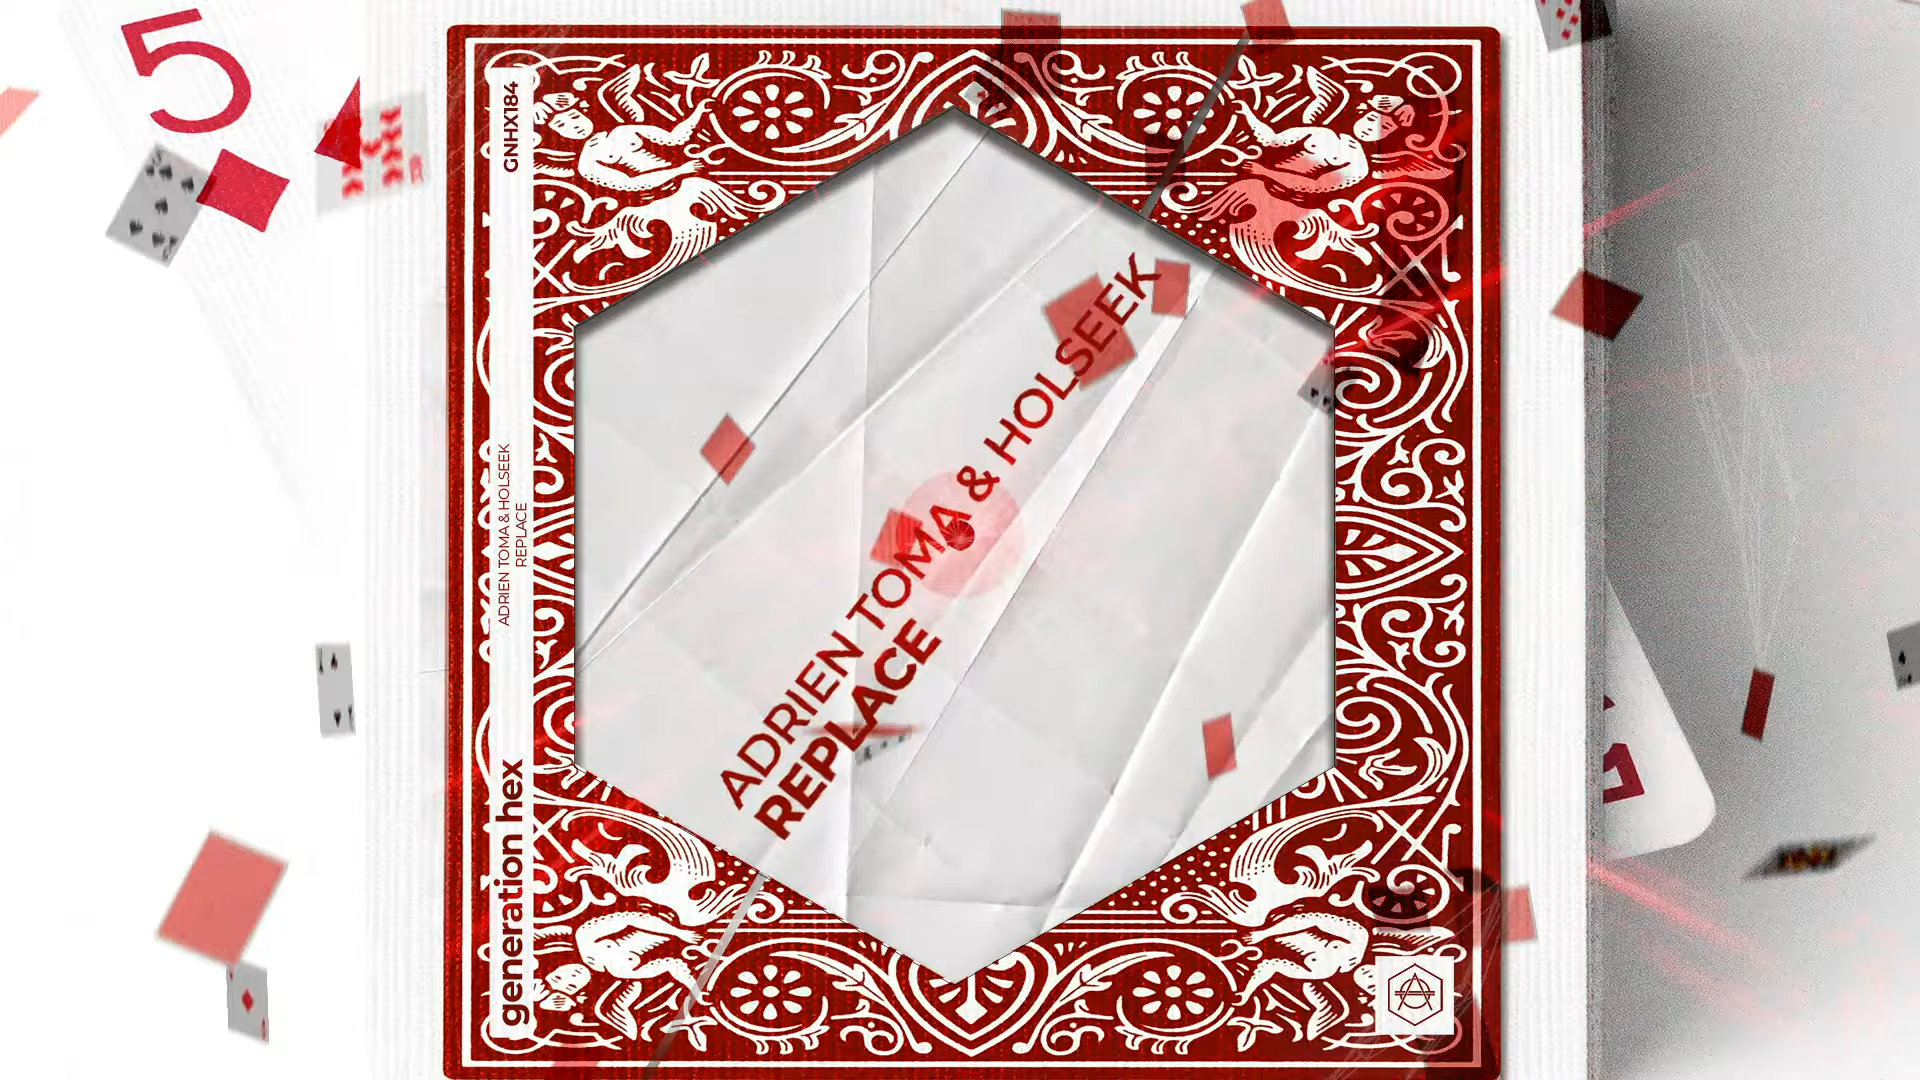 5
GNHX184
ADRIEN TOMA & HOLSEEK
REPLACE
generation hex
ADRIEN TOMA & HOLSEEK
REPLACE